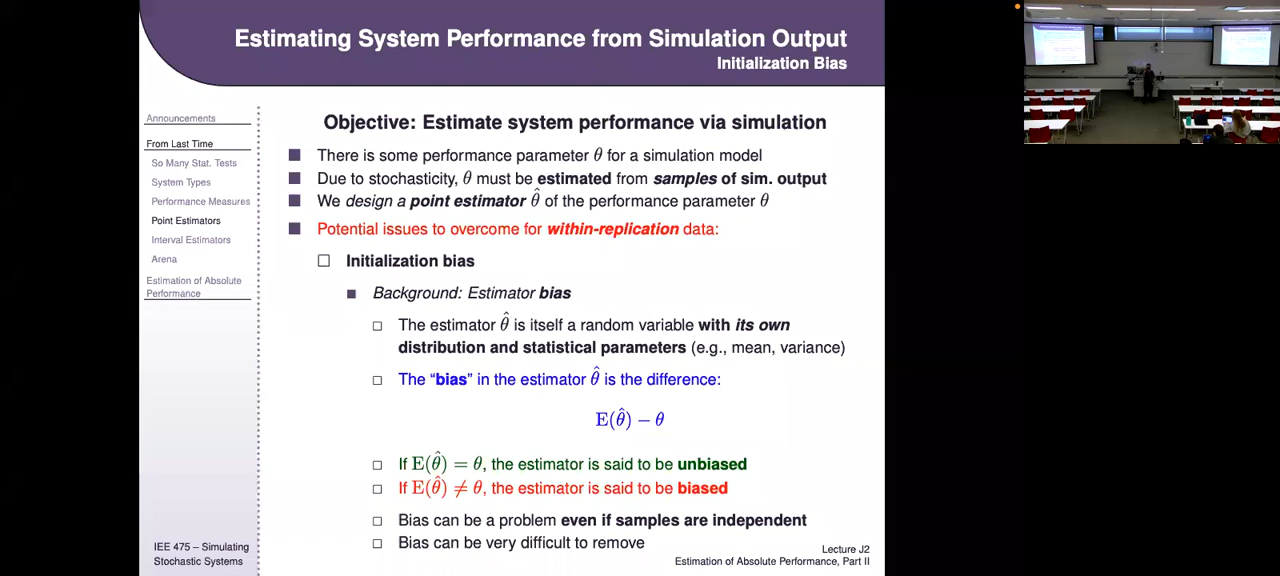 Estimating System Performance from Simulation Output
Initialization Bias
Announcements
From Last Time
So Many Stat. Tests
System Types
Performance Measures
Point Estimators
Interval Estimators
Arena
Estimation of Absolute
Performance
IEE 475 – Simulating
Stochastic Systems
Objective: Estimate system performance via simulation
■ There is some performance parameter θ for a simulation model
■ Due to stochasticity, θ must be estimated from samples of sim. output
■ We design a point estimator θ̂ of the performance parameter θ
■ Potential issues to overcome for within-replication data:
□ Initialization bias
■ Background: Estimator bias
□ The estimator θ̂ is itself a random variable with its own
distribution and statistical parameters (e.g., mean, variance)
□ The “bias” in the estimator θ̂ is the difference:
E(θ̂) − θ
□ If E(θ̂) = θ, the estimator is said to be unbiased
□ If E(θ̂) ≠ θ, the estimator is said to be biased
□ Bias can be a problem even if samples are independent
□ Bias can be very difficult to remove
Lecture J2
Estimation of Absolute Performance, Part II